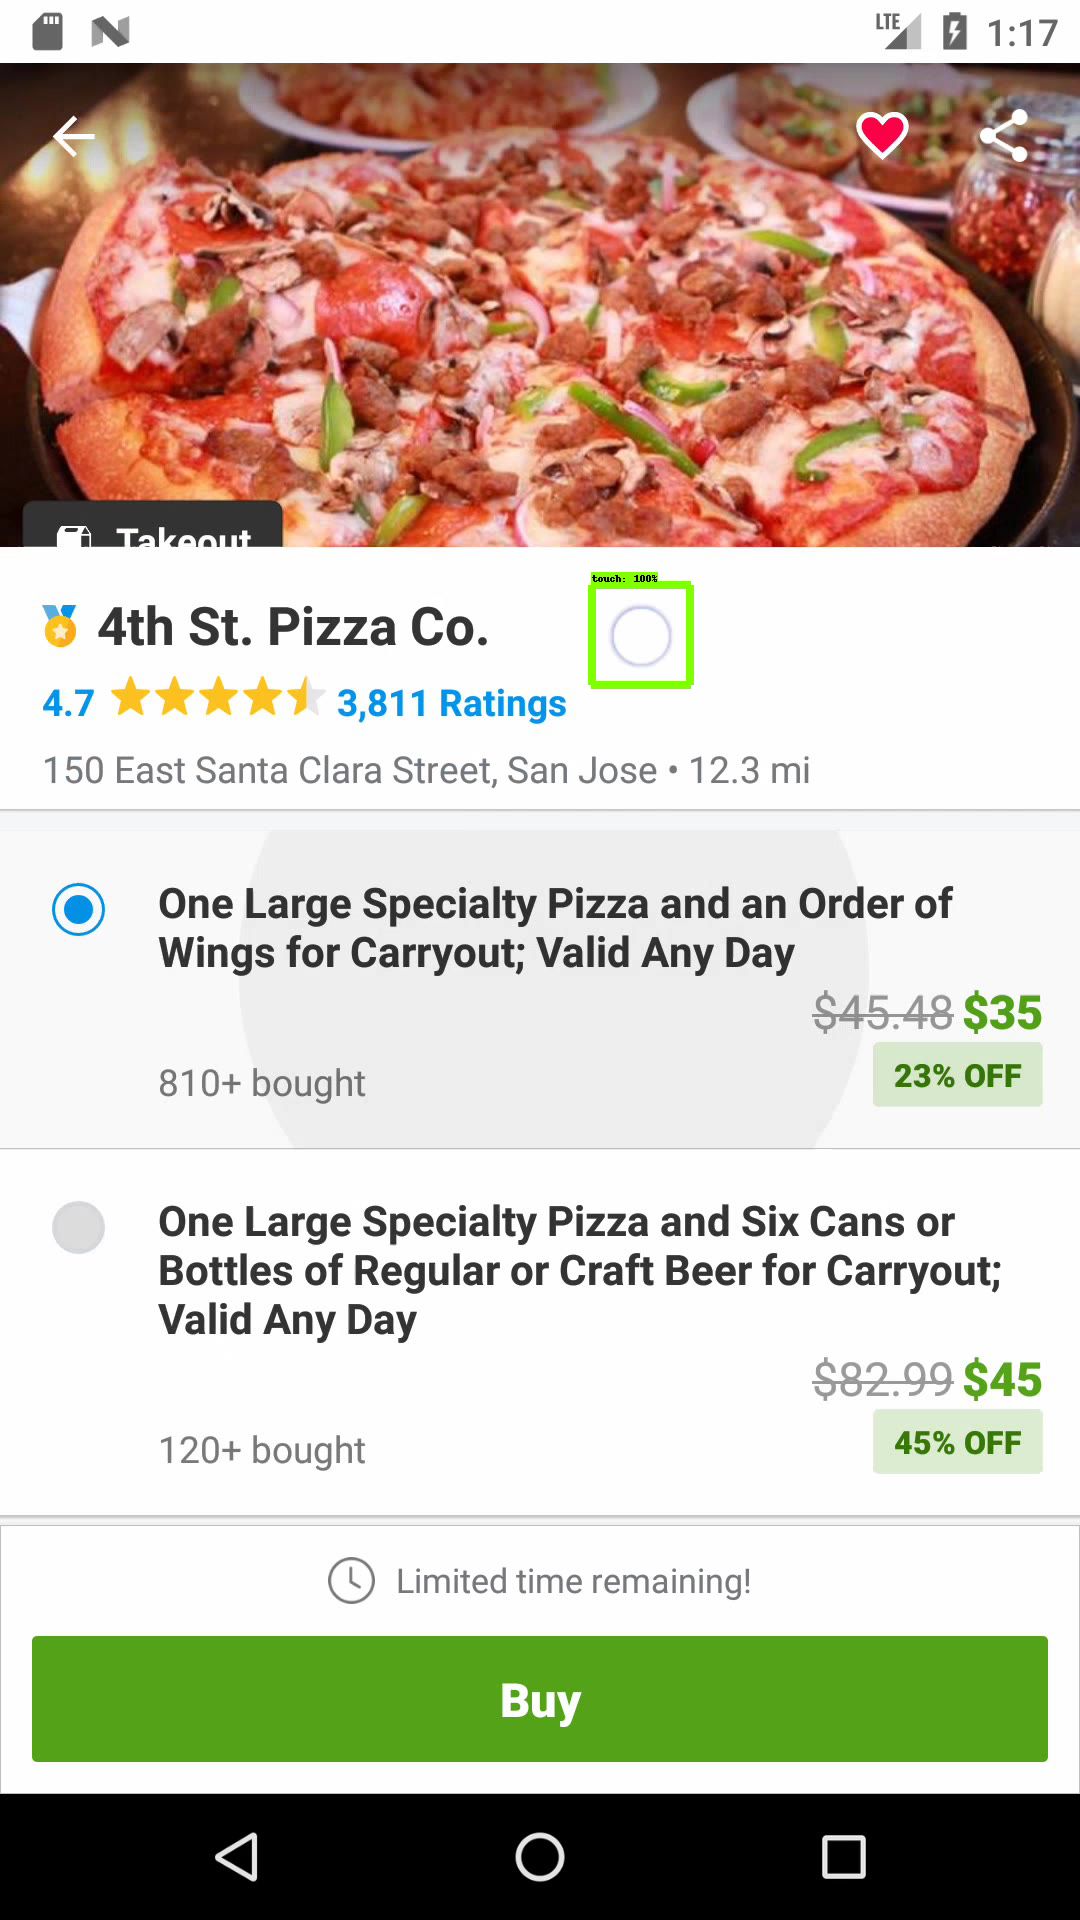 LTE 1:17
Takeout
touch: 100%
4th St. Pizza Co.
4.7 3,811 Ratings
150 East Santa Clara Street, San Jose • 12.3 mi
One Large Specialty Pizza and an Order of
Wings for Carryout; Valid Any Day
$45.48 $35
810+ bought
23% OFF
One Large Specialty Pizza and Six Cans or
Bottles of Regular or Craft Beer for Carryout;
Valid Any Day
$82.99 $45
120+ bought
45% OFF
Limited time remaining!
Buy